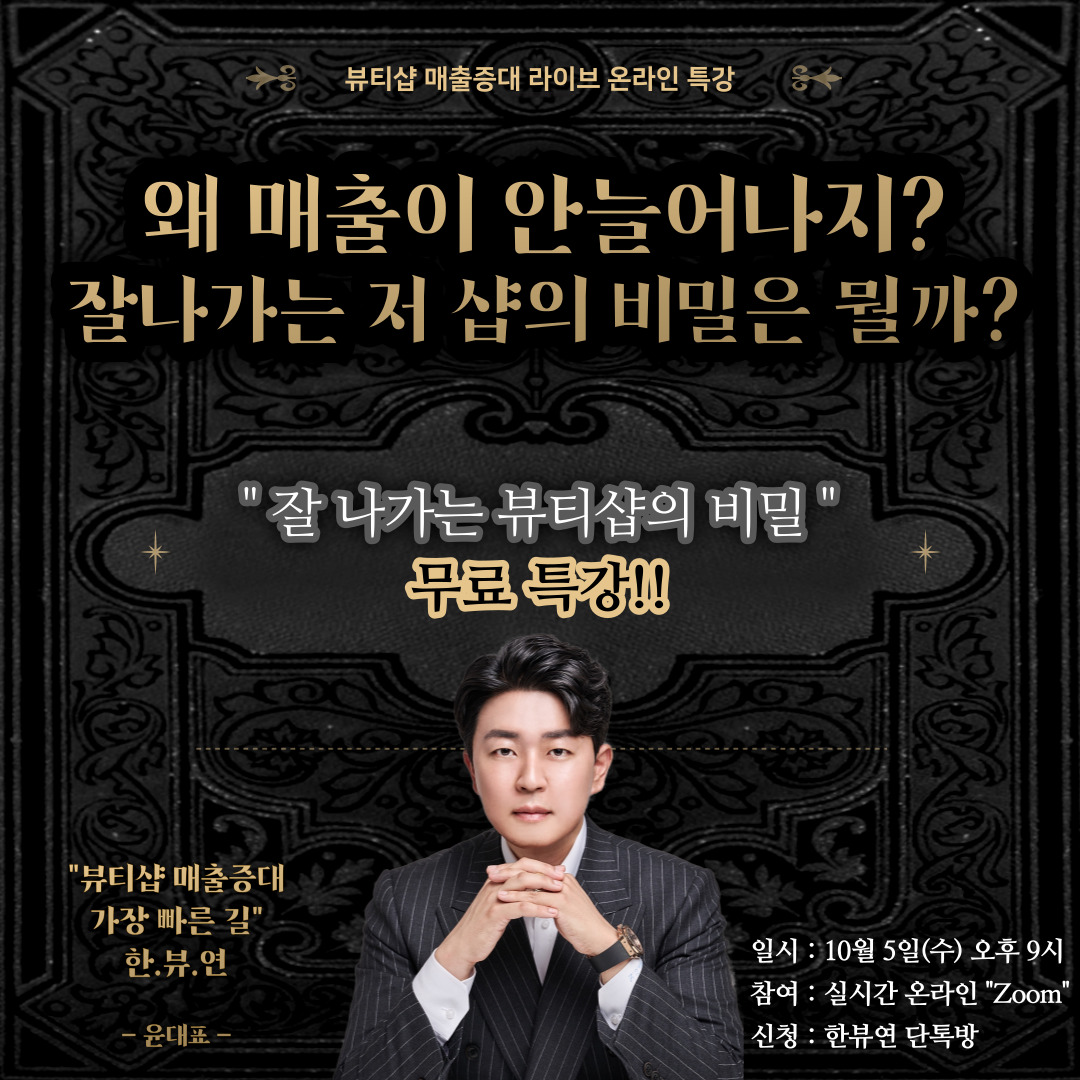 뷰티샵 매출증대 라이브 온라인 특강
왜 매출이 안늘어나지?
잘나가는 저 샵의 비밀은 뭘까?
" 잘 나가는 뷰티샵의 비밀 "
무료 특강!!
"뷰티샵 매출증대
가장 빠른 길"
한.뷰.연
- 윤대표 -
일시 : 10월 5일(수) 오후 9시
참여 : 실시간 온라인 "Zoom"
신청 : 한뷰연 단톡방